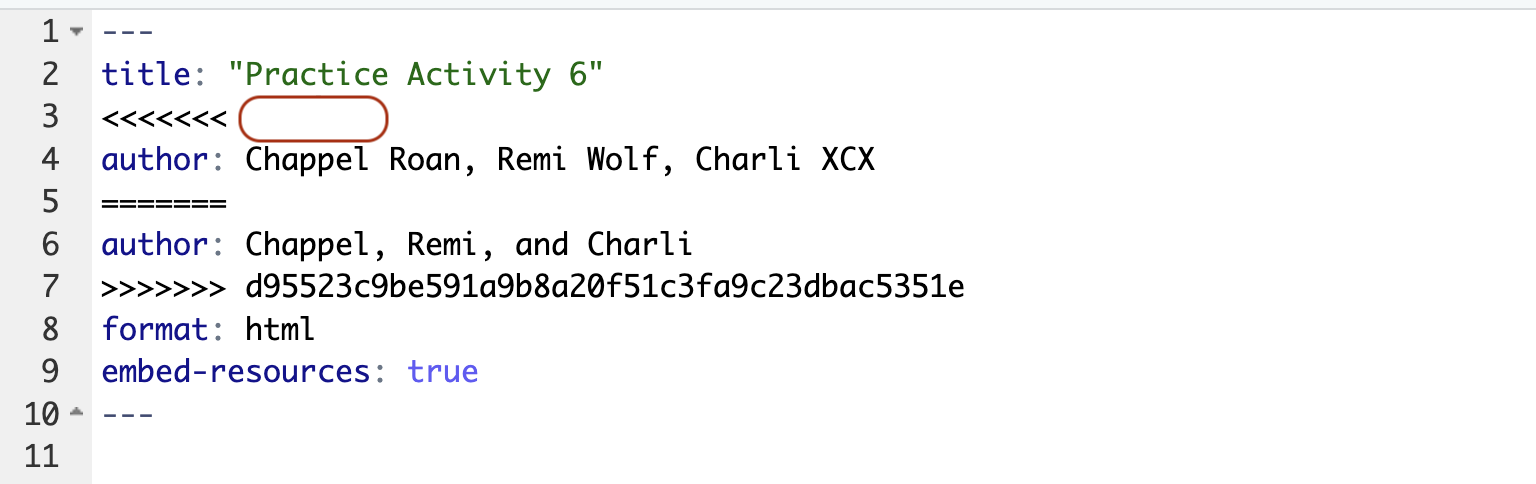 1 ---
2 title: "Practice Activity 6"
3 <<<<<<<
4 author: Chappel Roan, Remi Wolf, Charli XCX
5 =======
6 author: Chappel, Remi, and Charli
7 >>>>>>> d95523c9be591a9b8a20f51c3fa9c23dbac5351e
8 format: html
9 embed-resources: true
10 ---
11